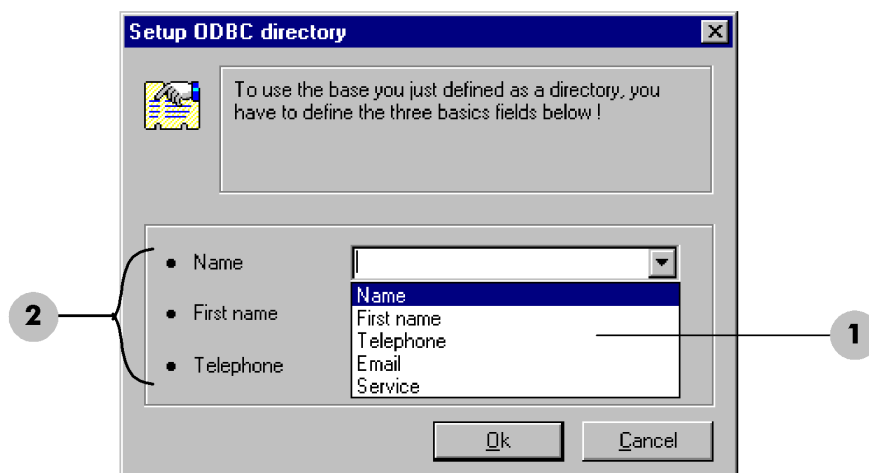 Setup ODBC directory
To use the base you just defined as a directory, you
have to define the three basics fields below !
Name
First name
Telephone
Name
First name
Telephone
Email
Service
2
1
Ok
Cancel